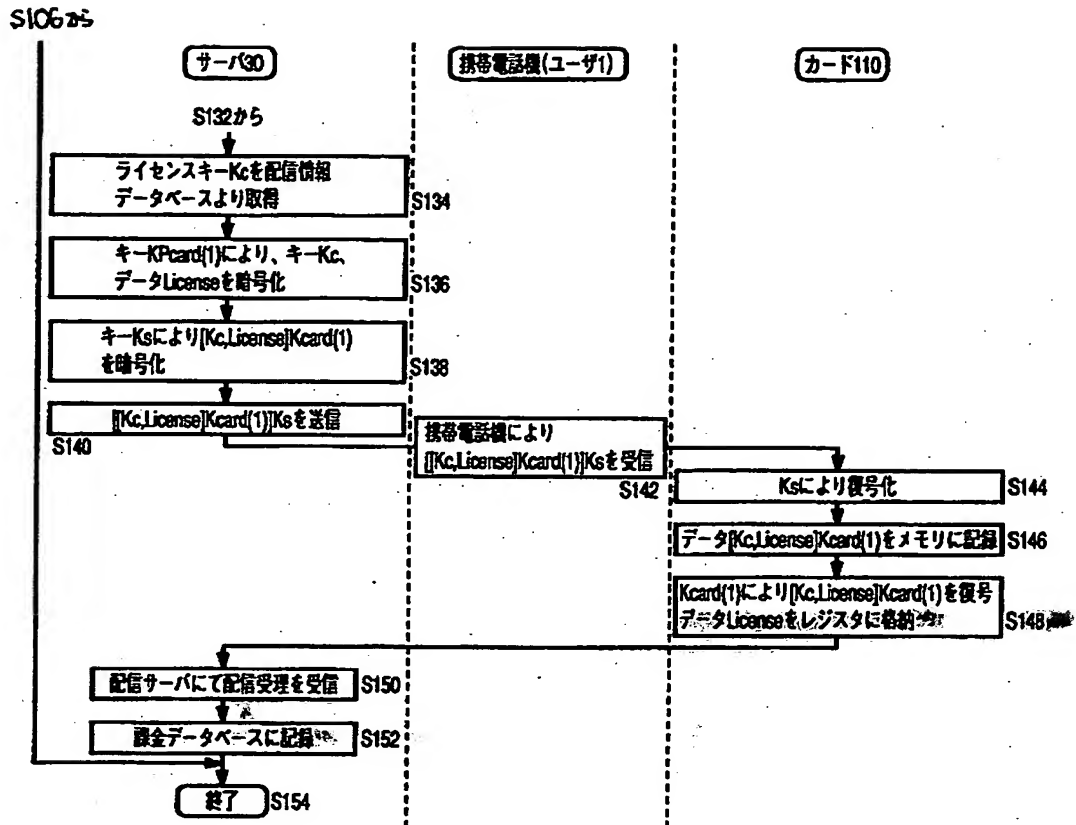 S106から
サーバ30
携帯電話機(ユーザ1)
カード110
S132から
ライセンスキーKcを配信情報
データベースより取得
S134
キーKPcard(1)により、キーKc、
データLicenseを暗号化
S136
キーKsにより[Kc,License]Kcard(1)
を暗号化
S138
[[Kc,License]Kcard(1)]Ksを送信
S140
携帯電話機により
[[Kc,License]Kcard(1)]Ksを受信
S142
Ksにより復号化
S144
データ[Kc,License]Kcard(1)をメモリに記録
S146
Kcard(1)により[Kc,License]Kcard(1)を復号
データLicenseをレジスタに格納
S148
配信サーバにて配信受理を受信
S150
課金データベースに記録
S152
終了
S154